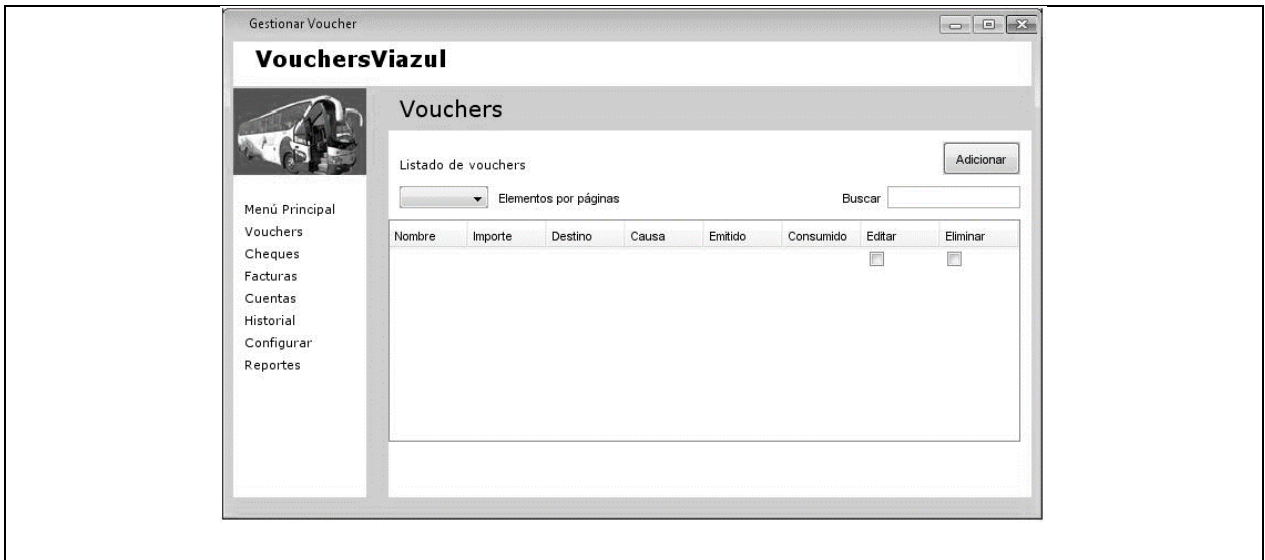 Gestionar Voucher
VouchersViazul
Vouchers
Listado de vouchers
Adicionar
Elementos por páginas
Buscar
Nombre Importe Destino Causa Emitido Consumido Editar Eliminar
Menú Principal
Vouchers
Cheques
Facturas
Cuentas
Historial
Configurar
Reportes